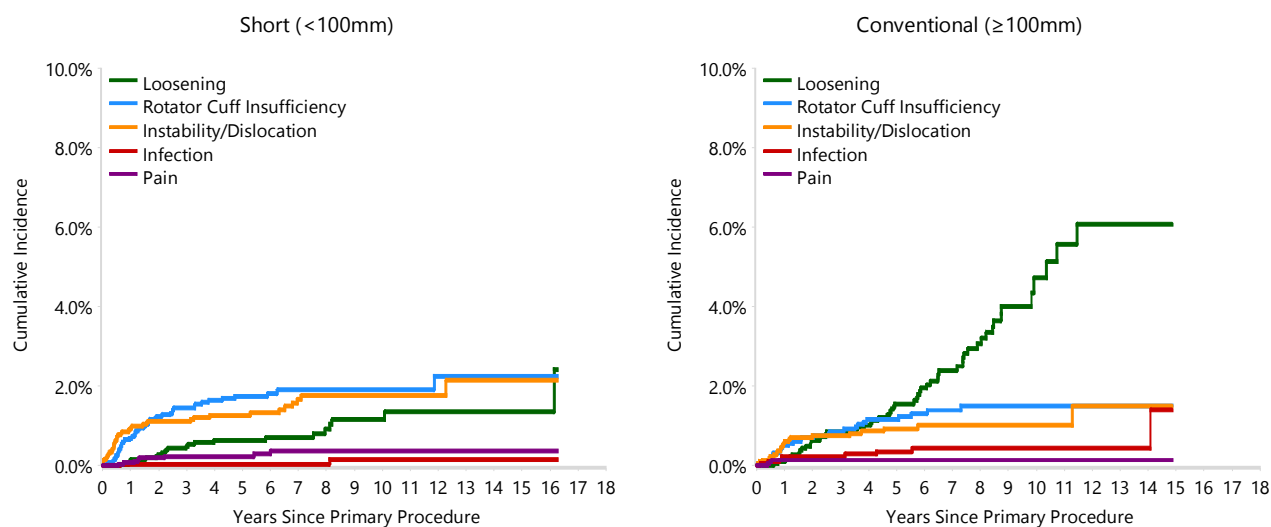 Short (<100mm)
10.0%
8.0%
6.0%
4.0%
2.0%
0.0%
Cumulative Incidence
Loosening
Rotator Cuff Insufficiency
Instability/Dislocation
Infection
Pain
0 1 2 3 4 5 6 7 8 9 10 11 12 13 14 15 16 17 18
Years Since Primary Procedure
Conventional (≥100mm)
10.0%
8.0%
6.0%
4.0%
2.0%
0.0%
Cumulative Incidence
Loosening
Rotator Cuff Insufficiency
Instability/Dislocation
Infection
Pain
0 1 2 3 4 5 6 7 8 9 10 11 12 13 14 15 16 17 18
Years Since Primary Procedure